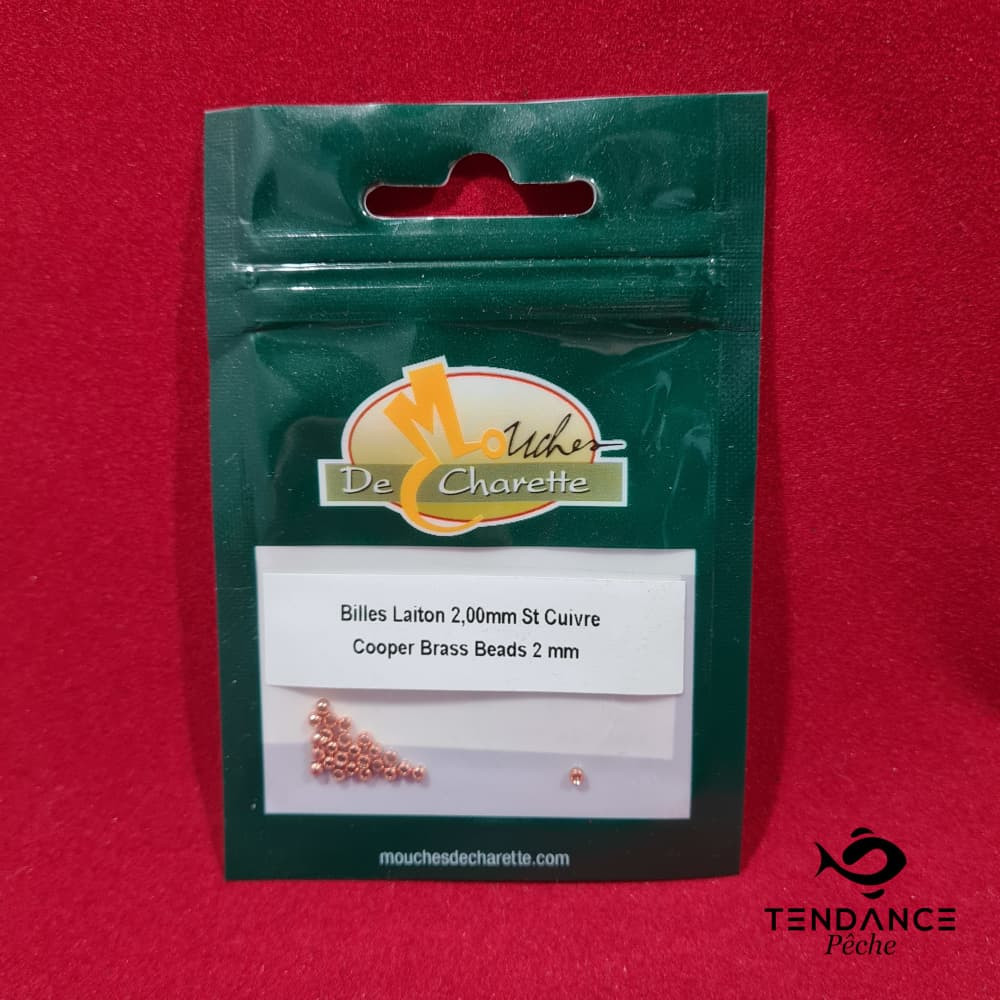 Mouches
De Charette
Billes Laiton 2,00mm St Cuivre
Cooper Brass Beads 2 mm
mouchesdecharette.com
TENDANCE
Pêche